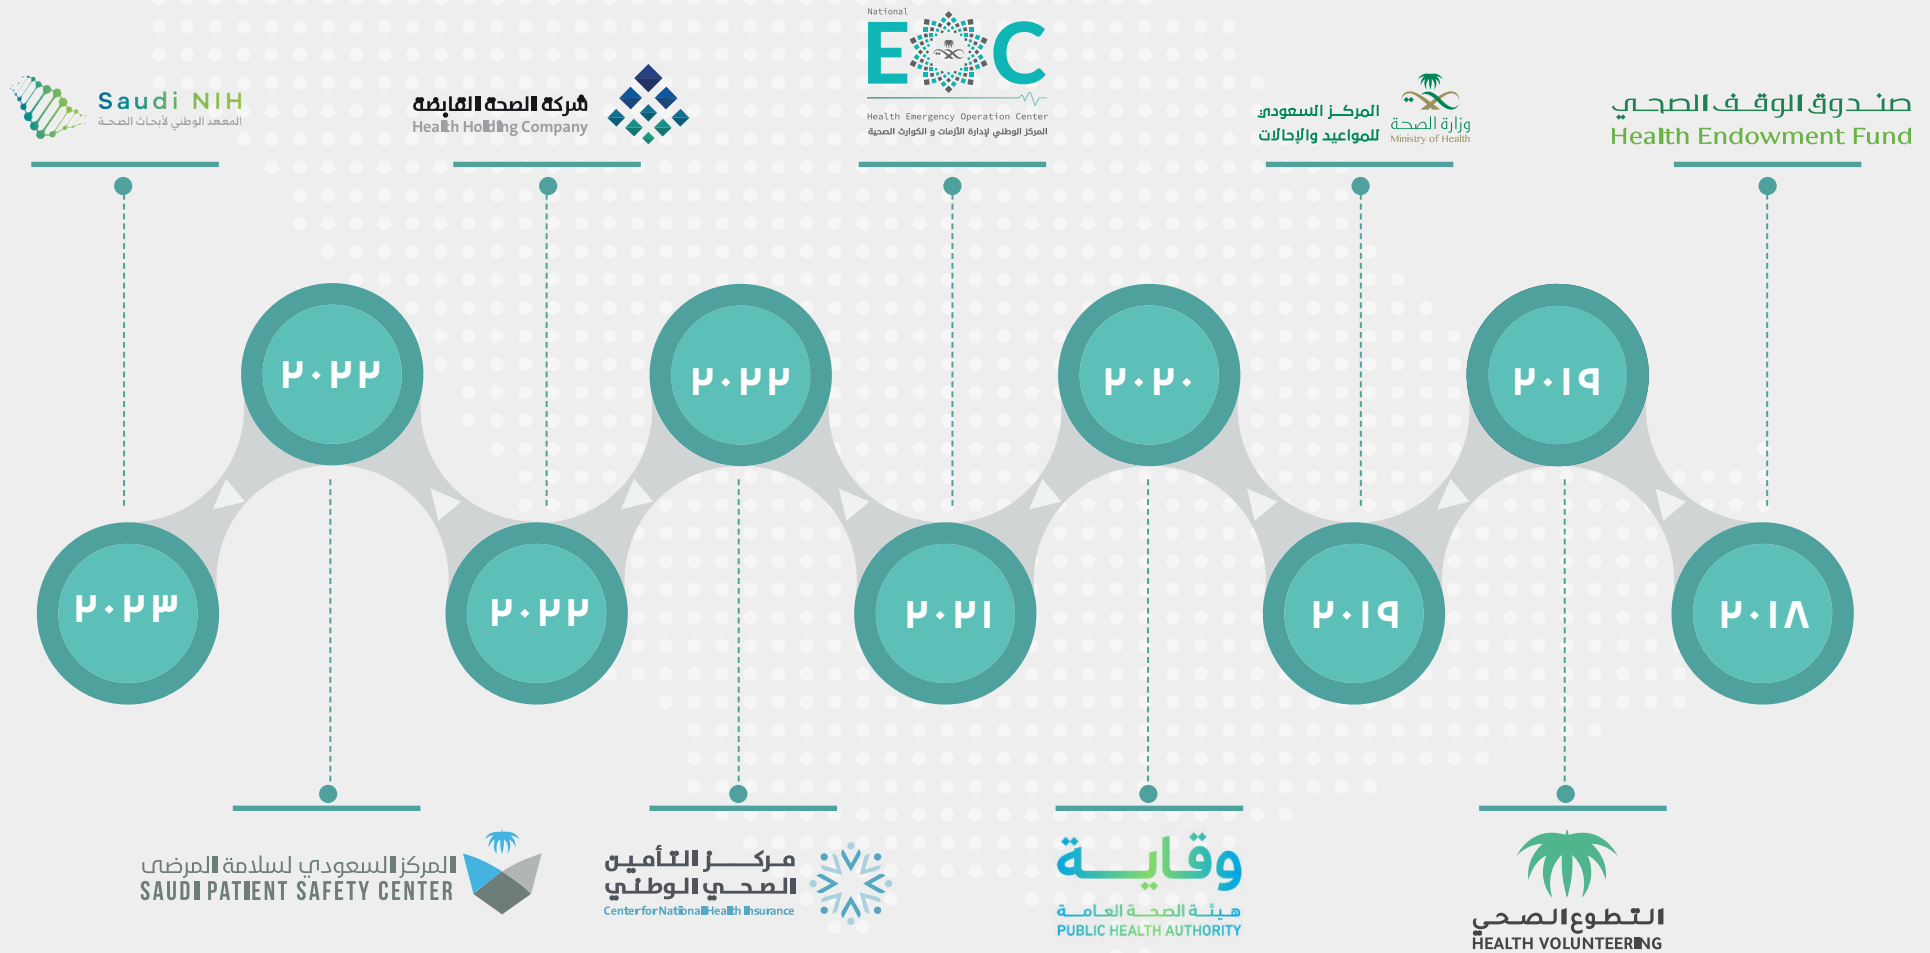 صندوق الوقف الصحي
Health Endowment Fund
المركز السعودي
للمواعيد والإحالات
وزارة الصحة
Ministry of Health
National
EOC
Health Emergency Operation Center
المركز الوطني لإدارة الأزمات و الكوارث الصحية
شركة الصحة القابضة
Health Holding Company
Saudi NIH
المعهد الوطني لأبحاث الصحة
٢٠١٩
٢٠٢٠
٢٠٢٢
٢٠٢٢
٢٠١٨
٢٠١٩
٢٠٢١
٢٠٢٢
٢٠٢٣
التطوع الصحي
HEALTH VOLUNTEERING
وقاية
هيئة الصحة العامة
PUBLIC HEALTH AUTHORITY
مركز التأمين
الصحي الوطني
Center for National Health Insurance
المركز السعودي لسلامة المرضى
SAUDI PATIENT SAFETY CENTER